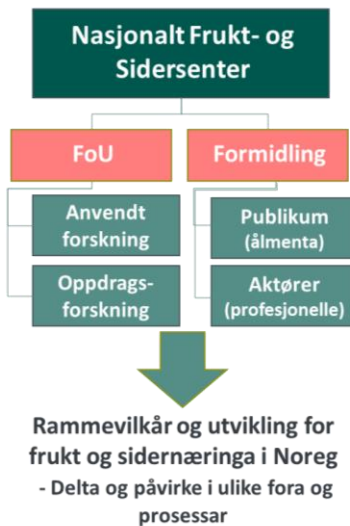 Nasjonalt Frukt- og
Sidersenter
FoU
Formidling
Anvendt
forskning
Publikum
(ålmenta)
Oppdrags-
forskning
Aktører
(profesjonelle)
Rammevilkår og utvikling for
frukt og sidernæringa i Noreg
- Delta og påvirke i ulike fora og
prosessar